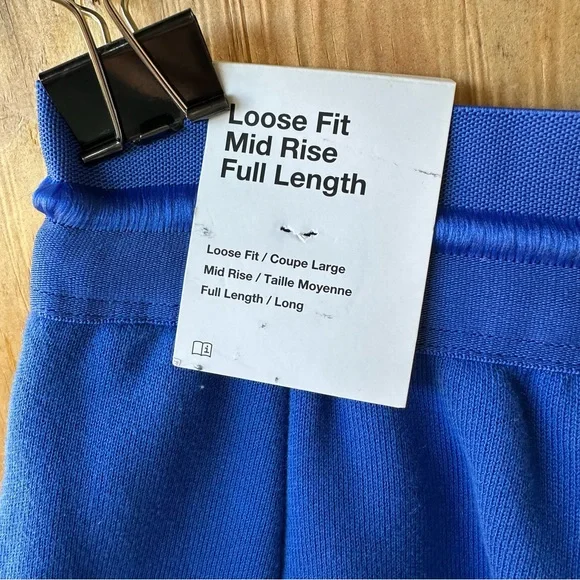 Loose Fit
Mid Rise
Full Length
Loose Fit / Coupe Large
Mid Rise / Taille Moyenne
Full Length / Long
i